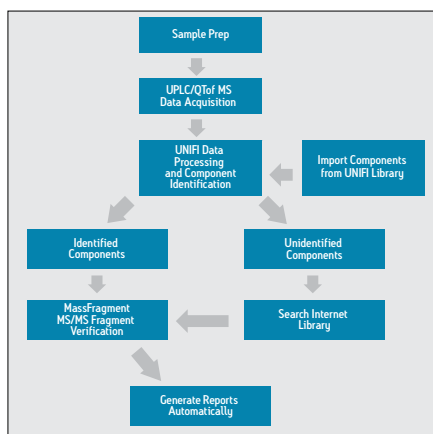 Sample Prep
UPLC/QTof MS
Data Acquisition
UNIFI Data
Processing
and Component
Identification
Import Components
from UNIFI Library
Identified
Components
Unidentified
Components
MassFragment
MS/MS Fragment
Verification
Search Internet
Library
Generate Reports
Automatically